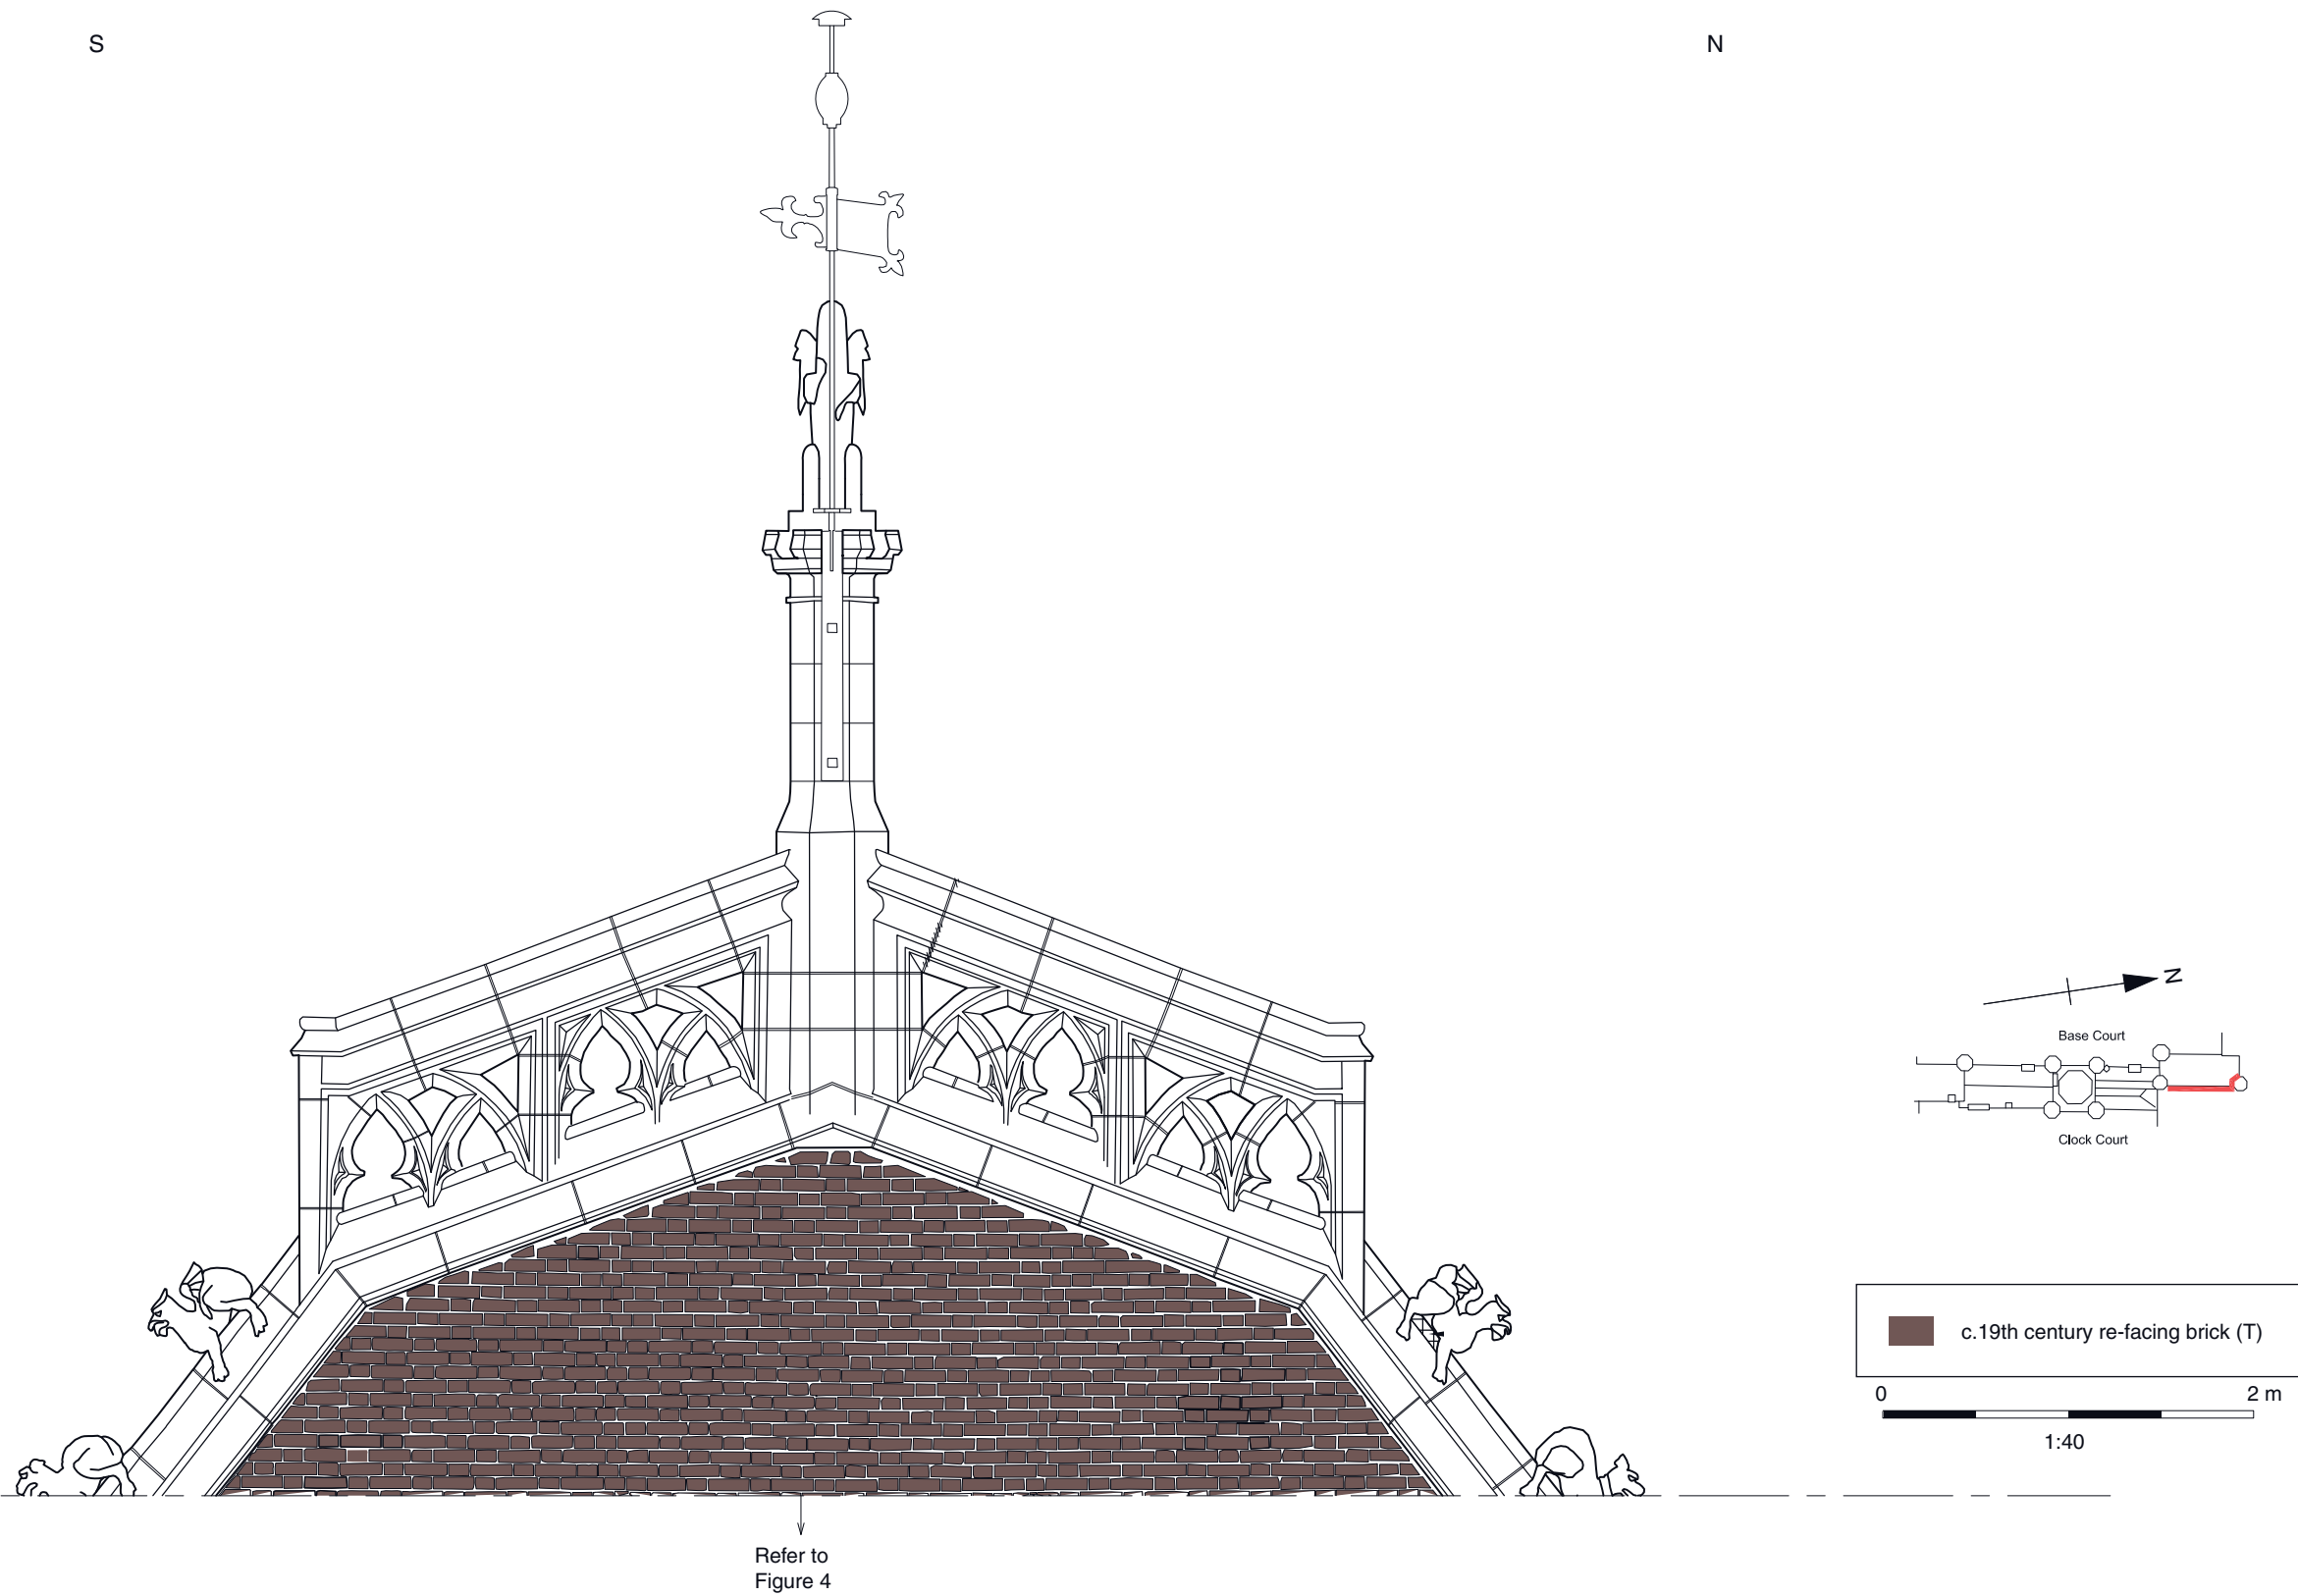 S
N
N
Base Court
Clock Court
c.19th century re-facing brick (T)
0 2 m
1:40
Refer to
Figure 4